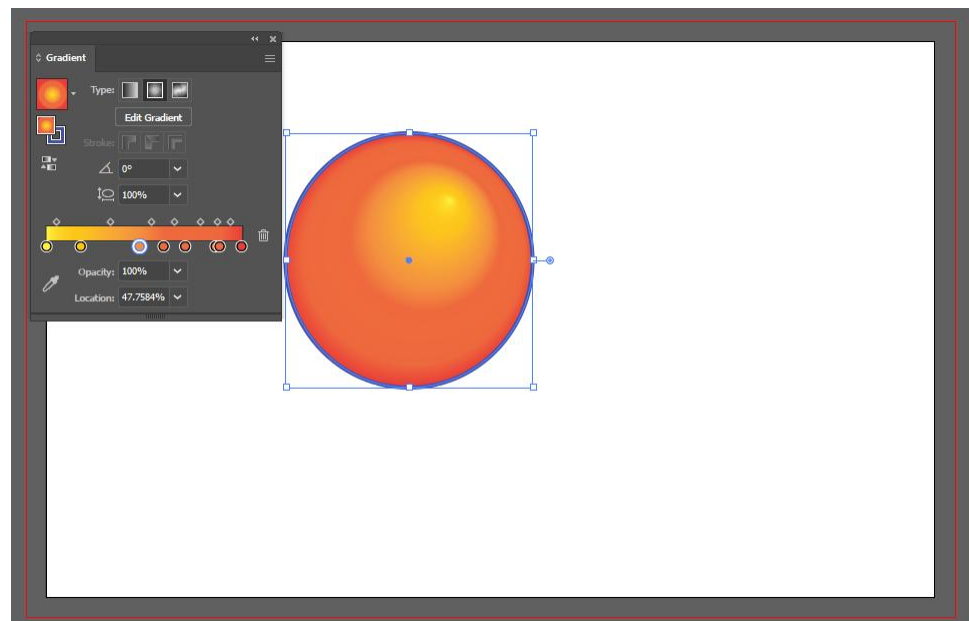 Gradient
Type:
Edit Gradient
Stroke:
0°
100%
Opacity: 100%
Location: 47.7584%